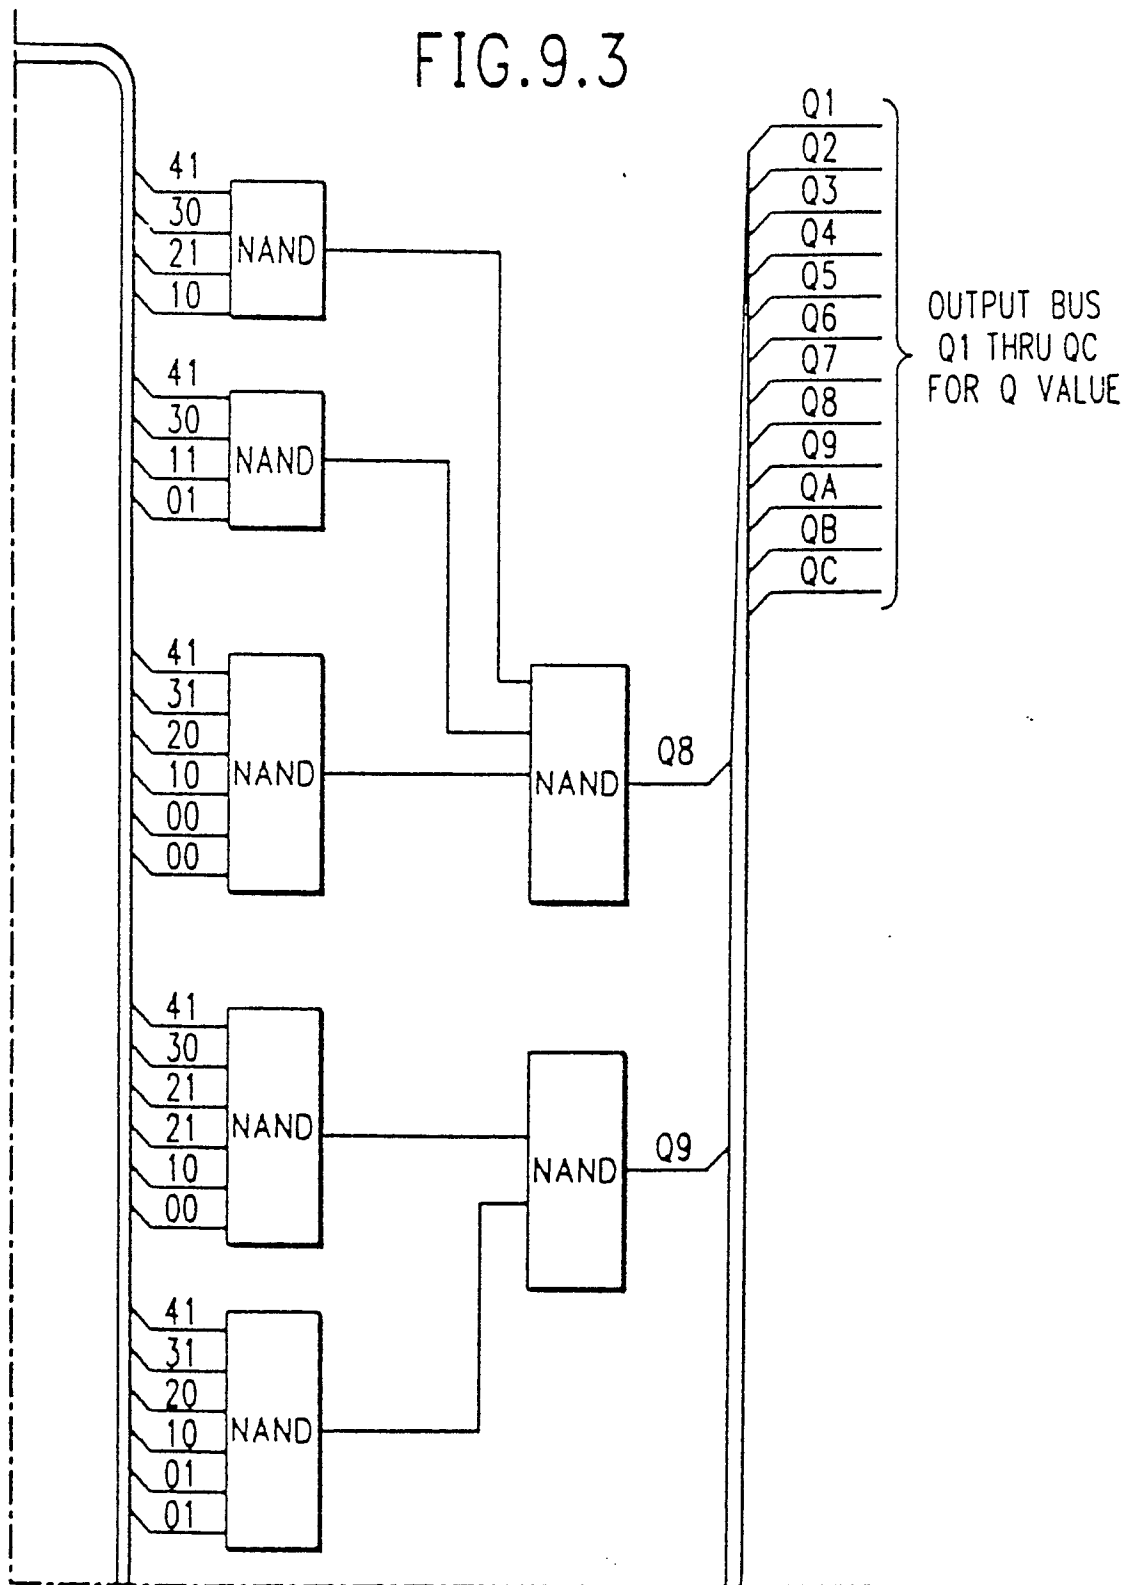 FIG.9.3
Q1
Q2
Q3
Q4
Q5
Q6
Q7
Q8
Q9
QA
QB
QC
OUTPUT BUS
Q1 THRU QC
FOR Q VALUE
41
30
21
10
NAND
41
30
11
01
NAND
41
31
20
10
00
00
NAND
NAND
Q8
41
30
21
21
10
00
NAND
NAND
Q9
41
31
20
10
01
01
NAND